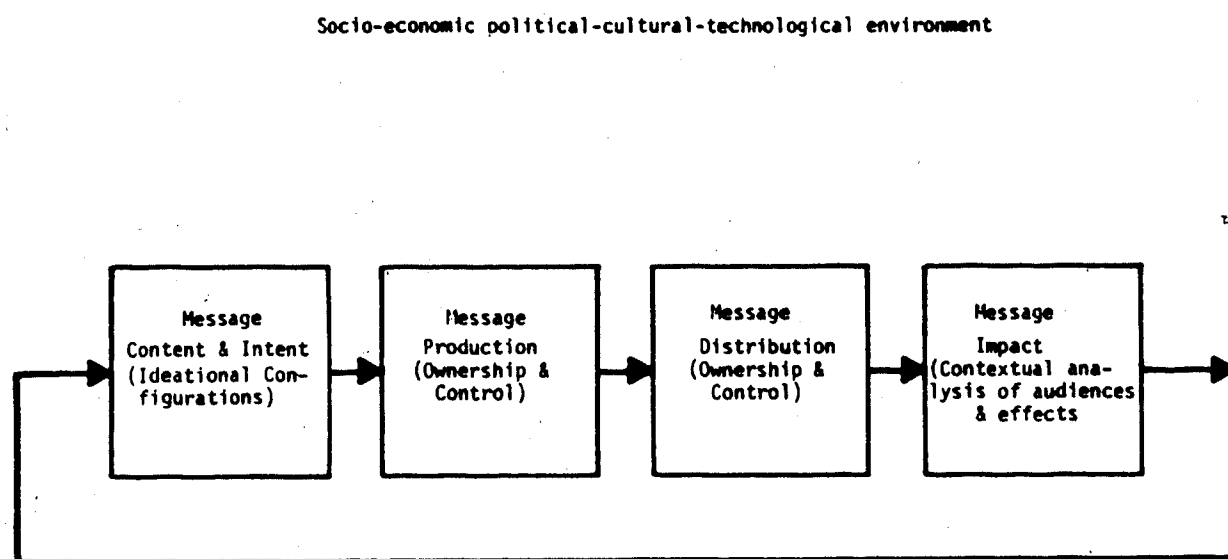 Socio-economic political-cultural-technological environment
Message
Content & Intent
(Ideational Con-
figurations)
Message
Production
(Ownership &
Control)
Message
Distribution
(Ownership &
Control)
Message
Impact
(Contextual ana-
lysis of audiences
& effects